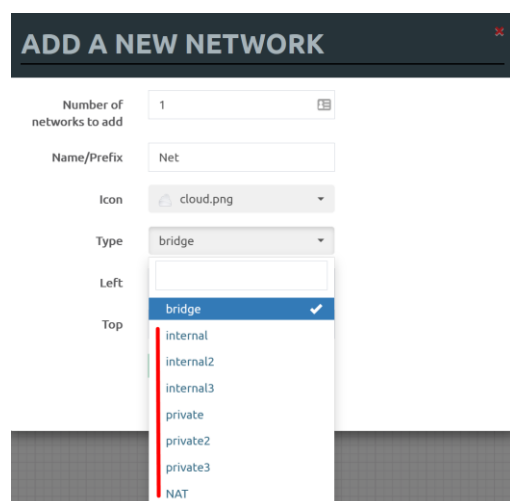 ADD A NEW NETWORK
Number of
networks to add
1
Name/Prefix
Net
Icon
cloud.png
Type
bridge
Left
bridge
Top
internal
internal2
internal3
private
private2
private3
NAT